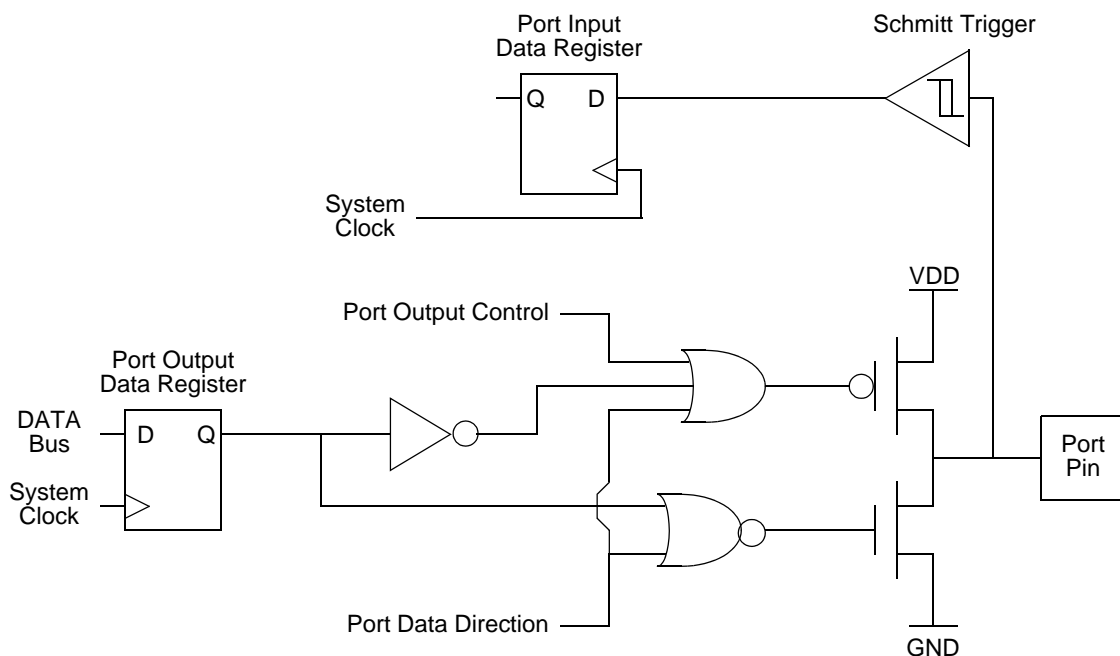 Port Input
Data Register
Schmitt Trigger
Q D
System
Clock
VDD
Port Output Control
Port Output
Data Register
DATA
Bus
D Q
System
Clock
Port
Pin
Port Data Direction
GND